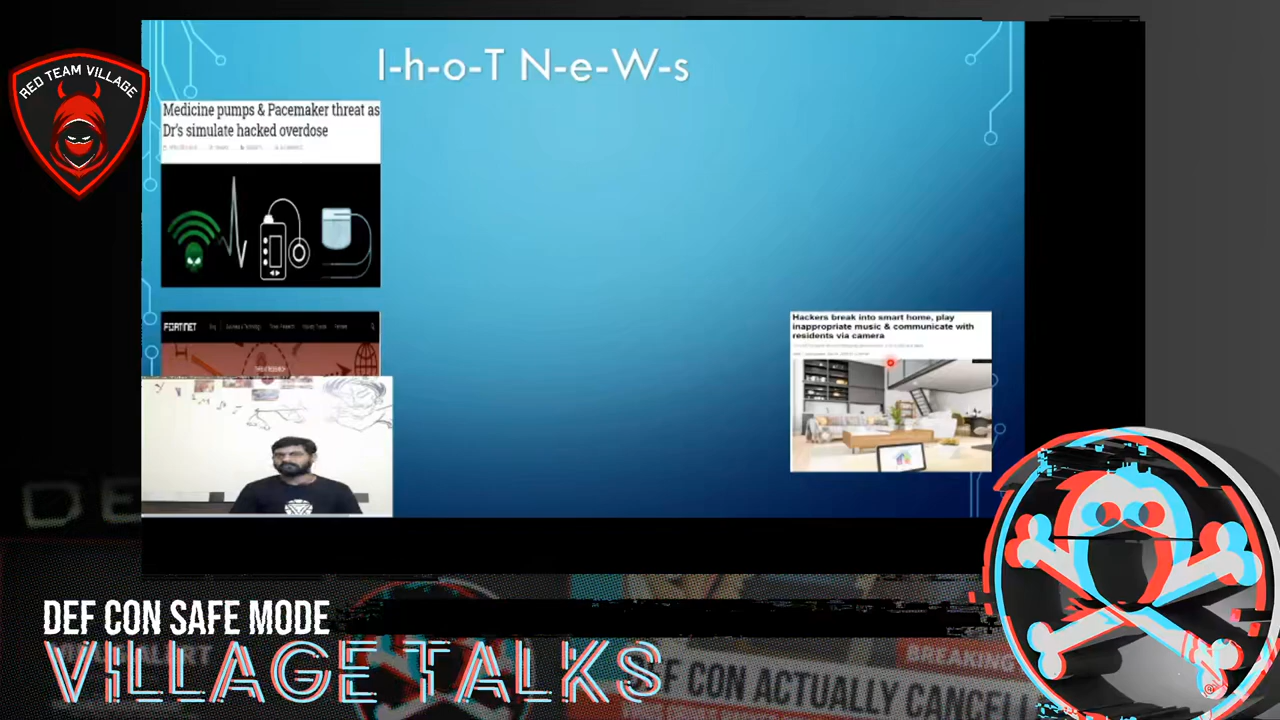 RED TEAM VILLAGE
I-h-o-T N-e-W-s
Medicine pumps & Pacemaker threat as
Dr's simulate hacked overdose
FORTINET
Hackers break into smart home, play
inappropriate music & communicate with
residents via camera
DEF CON SAFE MODE
VILLAGE TALKS
BREAKING
DEF CON ACTUALLY CANCELL